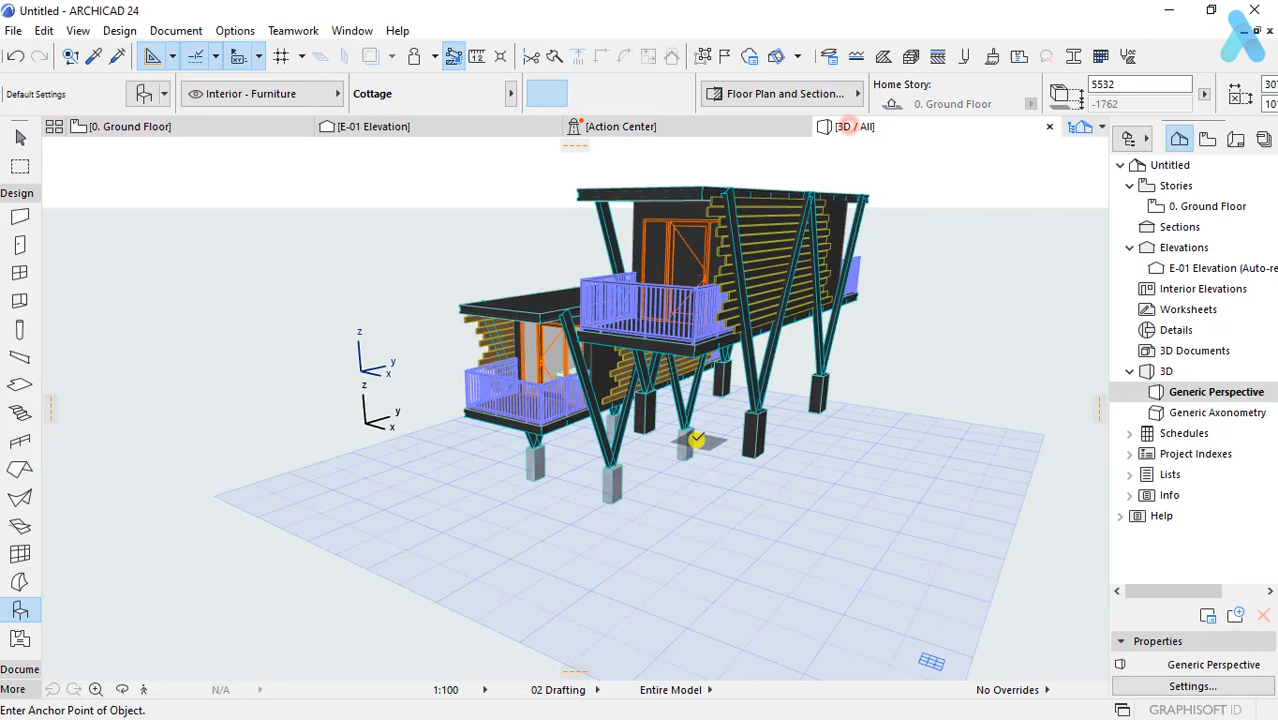 Untitled - ARCHICAD 24
File Edit View Design Document Options Teamwork Window Help
Default Settings
Interior - Furniture
Cottage
Floor Plan and Section...
Home Story:
0. Ground Floor
5532
-1762
[0. Ground Floor]
[E-01 Elevation]
[Action Center]
[3D / All]
Design
Untitled
Stories
0. Ground Floor
Sections
Elevations
E-01 Elevation (Auto-re
Interior Elevations
Worksheets
Details
3D Documents
3D
Generic Perspective
Generic Axonometry
Schedules
Project Indexes
Lists
Info
Help
z
y
x
z
y
x
Properties
Generic Perspective
Settings...
Docume
More
N/A
1:100
02 Drafting
Entire Model
No Overrides
Enter Anchor Point of Object.
GRAPHISOFT ID